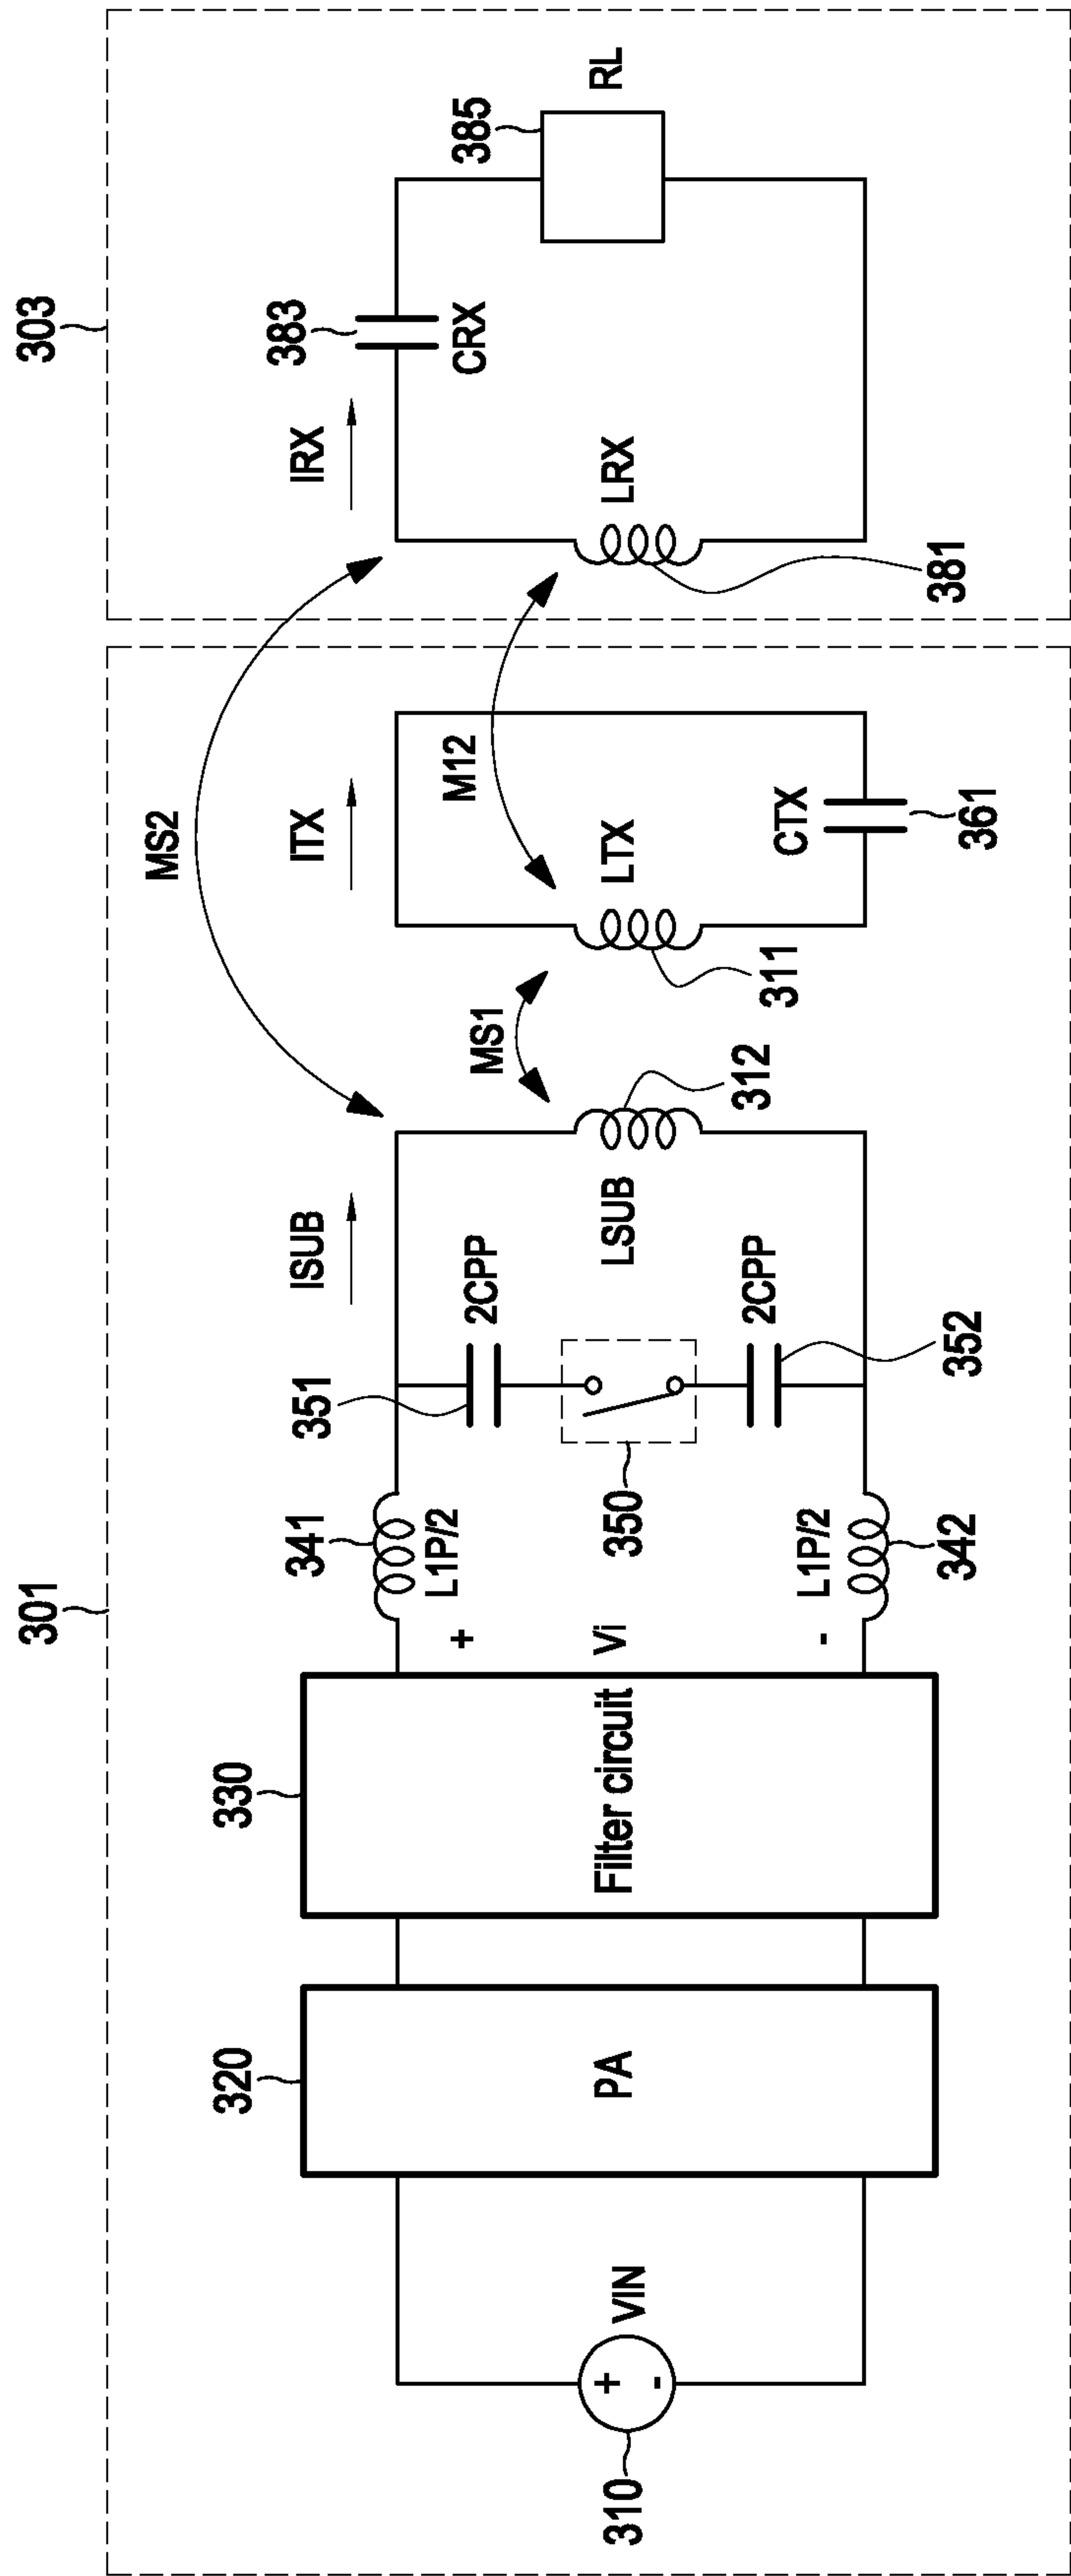 301
303
310
VIN
+
-
320
PA
330
Filter circuit
+
Vi
-
341
L1P/2
L1P/2
342
351
2CPP
350
2CPP
352
ISUB
LSUB
312
MS1
MS2
ITX
M12
LTX
311
CTX
361
IRX
383
CRX
LRX
381
385
RL